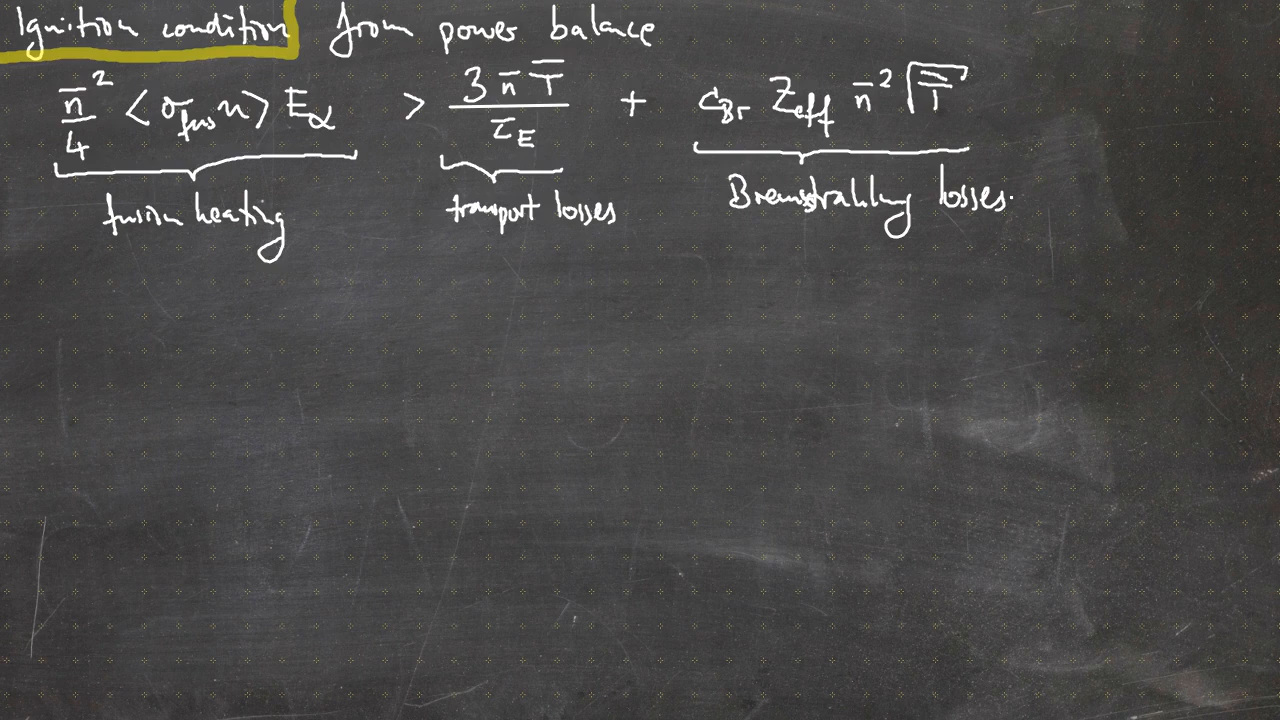 Ignition condition from power balance
n̄²/4 <σ_fus u> E_α > 3 n̄ T̿ / τ_E + c_Br Z_eff n̄² √T̿
fusion heating transport losses Bremsstrahlung losses.